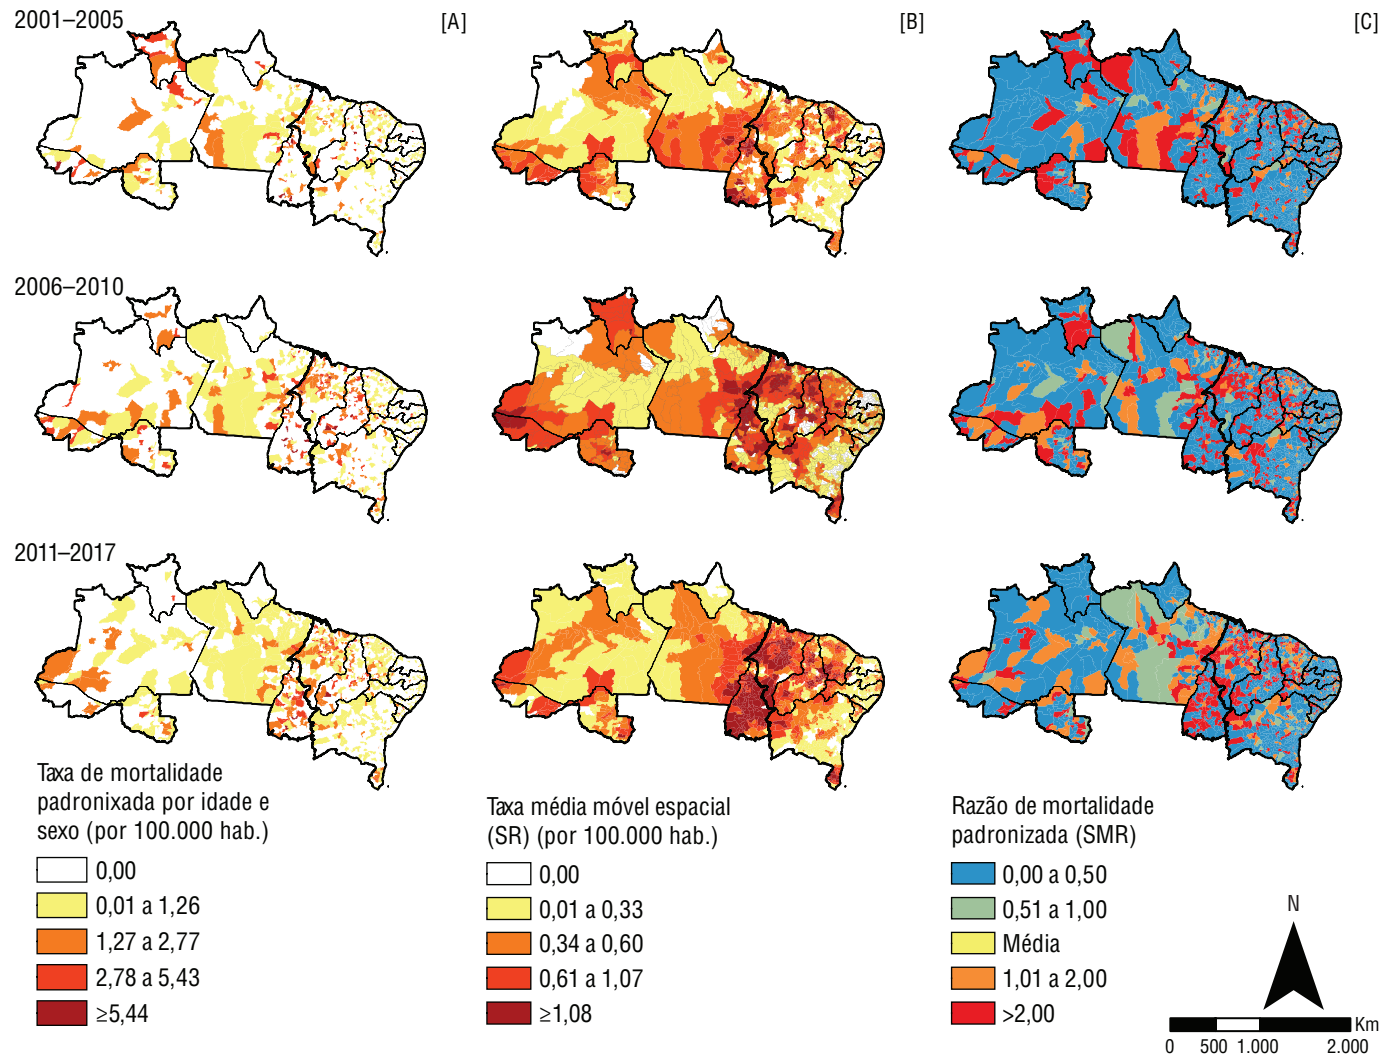 2001–2005
[A]
[B]
[C]
2006–2010
2011–2017
Taxa de mortalidade
padronixada por idade e
sexo (por 100.000 hab.)
0,00
0,01 a 1,26
1,27 a 2,77
2,78 a 5,43
≥5,44
Taxa média móvel espacial
(SR) (por 100.000 hab.)
0,00
0,01 a 0,33
0,34 a 0,60
0,61 a 1,07
≥1,08
Razão de mortalidade
padronizada (SMR)
0,00 a 0,50
0,51 a 1,00
Média
1,01 a 2,00
>2,00
N
Km
0 500 1.000 2.000